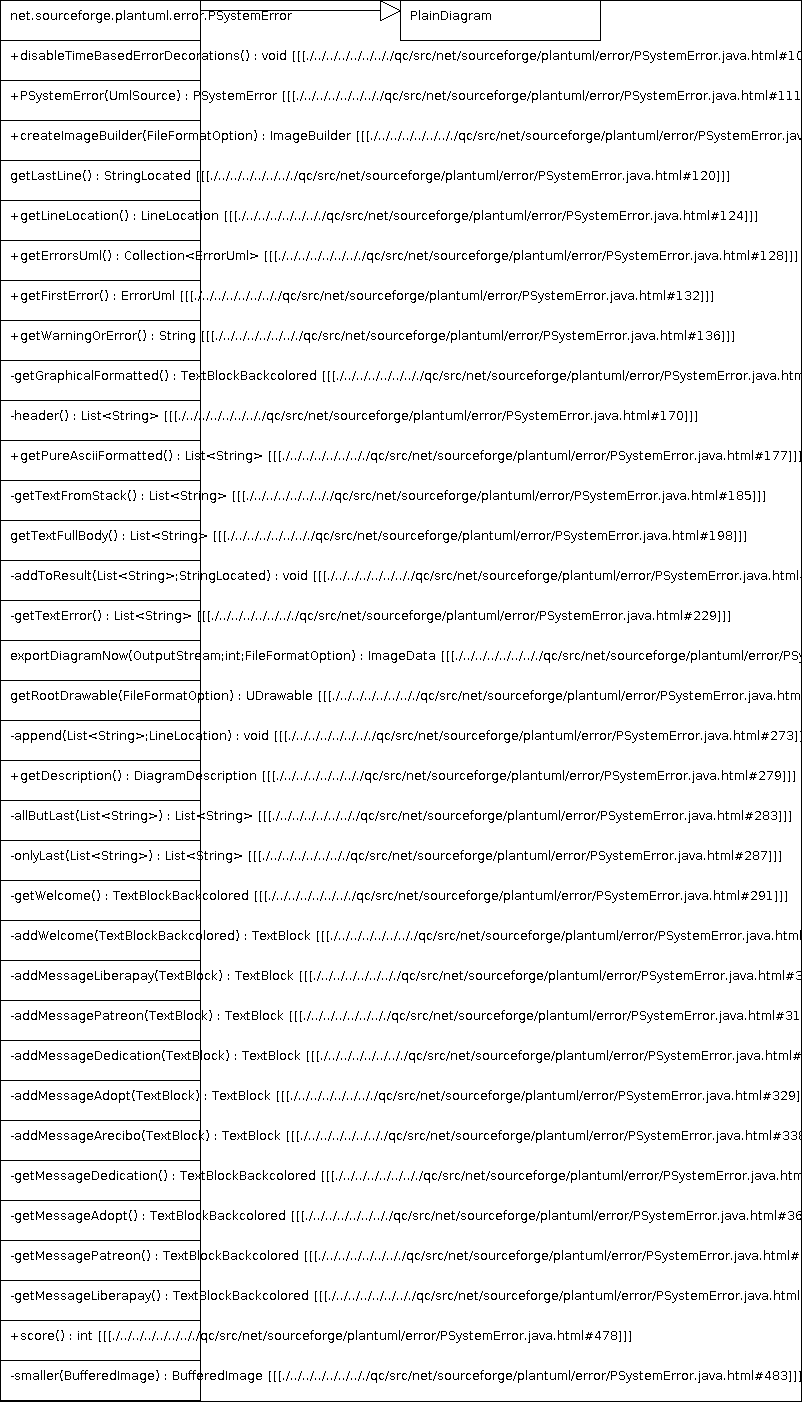 net.sourceforge.plantuml.error.PSystemError
PlainDiagram
+disableTimeBasedErrorDecorations() : void [[[./../../../../../../../qc/src/net/sourceforge/plantuml/error/PSystemError.java.html#10
+PSystemError(UmlSource) : PSystemError [[[./../../../../../../../qc/src/net/sourceforge/plantuml/error/PSystemError.java.html#111
+createImageBuilder(FileFormatOption) : ImageBuilder [[[./../../../../../../../qc/src/net/sourceforge/plantuml/error/PSystemError.jav
getLastLine() : StringLocated [[[./../../../../../../../qc/src/net/sourceforge/plantuml/error/PSystemError.java.html#120]]]
+getLineLocation() : LineLocation [[[./../../../../../../../qc/src/net/sourceforge/plantuml/error/PSystemError.java.html#124]]]
+getErrorsUml() : Collection<ErrorUml> [[[./../../../../../../../qc/src/net/sourceforge/plantuml/error/PSystemError.java.html#128]]]
+getFirstError() : ErrorUml [[[./../../../../../../../qc/src/net/sourceforge/plantuml/error/PSystemError.java.html#132]]]
+getWarningOrError() : String [[[./../../../../../../../qc/src/net/sourceforge/plantuml/error/PSystemError.java.html#136]]]
-getGraphicalFormatted() : TextBlockBackcolored [[[./../../../../../../../qc/src/net/sourceforge/plantuml/error/PSystemError.java.htm
-header() : List<String> [[[./../../../../../../../qc/src/net/sourceforge/plantuml/error/PSystemError.java.html#170]]]
+getPureAsciiFormatted() : List<String> [[[./../../../../../../../qc/src/net/sourceforge/plantuml/error/PSystemError.java.html#177]]]
-getTextFromStack() : List<String> [[[./../../../../../../../qc/src/net/sourceforge/plantuml/error/PSystemError.java.html#185]]]
getTextFullBody() : List<String> [[[./../../../../../../../qc/src/net/sourceforge/plantuml/error/PSystemError.java.html#198]]]
-addToResult(List<String>;StringLocated) : void [[[./../../../../../../../qc/src/net/sourceforge/plantuml/error/PSystemError.java.html
-getTextError() : List<String> [[[./../../../../../../../qc/src/net/sourceforge/plantuml/error/PSystemError.java.html#229]]]
exportDiagramNow(OutputStream;int;FileFormatOption) : ImageData [[[./../../../../../../../qc/src/net/sourceforge/plantuml/error/PSy
getRootDrawable(FileFormatOption) : UDrawable [[[./../../../../../../../qc/src/net/sourceforge/plantuml/error/PSystemError.java.htm
-append(List<String>;LineLocation) : void [[[./../../../../../../../qc/src/net/sourceforge/plantuml/error/PSystemError.java.html#273]]]
+getDescription() : DiagramDescription [[[./../../../../../../../qc/src/net/sourceforge/plantuml/error/PSystemError.java.html#279]]]
-allButLast(List<String>) : List<String> [[[./../../../../../../../qc/src/net/sourceforge/plantuml/error/PSystemError.java.html#283]]]
-onlyLast(List<String>) : List<String> [[[./../../../../../../../qc/src/net/sourceforge/plantuml/error/PSystemError.java.html#287]]]
-getWelcome() : TextBlockBackcolored [[[./../../../../../../../qc/src/net/sourceforge/plantuml/error/PSystemError.java.html#291]]]
-addWelcome(TextBlockBackcolored) : TextBlock [[[./../../../../../../../qc/src/net/sourceforge/plantuml/error/PSystemError.java.html
-addMessageLiberapay(TextBlock) : TextBlock [[[./../../../../../../../qc/src/net/sourceforge/plantuml/error/PSystemError.java.html#3
-addMessagePatreon(TextBlock) : TextBlock [[[./../../../../../../../qc/src/net/sourceforge/plantuml/error/PSystemError.java.html#31
-addMessageDedication(TextBlock) : TextBlock [[[./../../../../../../../qc/src/net/sourceforge/plantuml/error/PSystemError.java.html#
-addMessageAdopt(TextBlock) : TextBlock [[[./../../../../../../../qc/src/net/sourceforge/plantuml/error/PSystemError.java.html#329]
-addMessageArecibo(TextBlock) : TextBlock [[[./../../../../../../../qc/src/net/sourceforge/plantuml/error/PSystemError.java.html#338
-getMessageDedication() : TextBlockBackcolored [[[./../../../../../../../qc/src/net/sourceforge/plantuml/error/PSystemError.java.htm
-getMessageAdopt() : TextBlockBackcolored [[[./../../../../../../../qc/src/net/sourceforge/plantuml/error/PSystemError.java.html#36
-getMessagePatreon() : TextBlockBackcolored [[[./../../../../../../../qc/src/net/sourceforge/plantuml/error/PSystemError.java.html#
-getMessageLiberapay() : TextBlockBackcolored [[[./../../../../../../../qc/src/net/sourceforge/plantuml/error/PSystemError.java.html
+score() : int [[[./../../../../../../../qc/src/net/sourceforge/plantuml/error/PSystemError.java.html#478]]]
-smaller(BufferedImage) : BufferedImage [[[./../../../../../../../qc/src/net/sourceforge/plantuml/error/PSystemError.java.html#483]]]